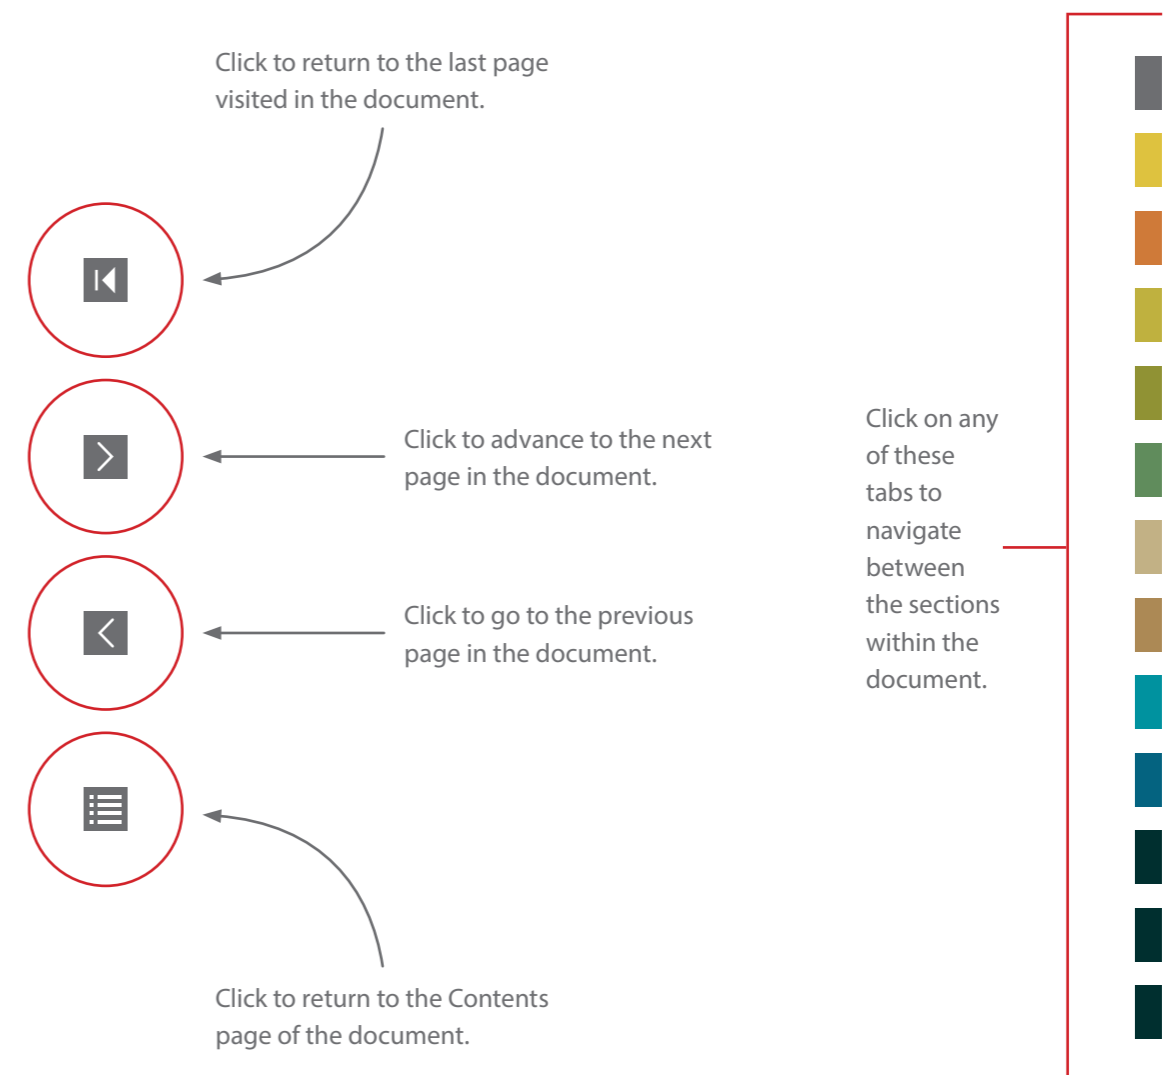 Click to return to the last page
visited in the document.
Click to advance to the next
page in the document.
Click to go to the previous
page in the document.
Click to return to the Contents
page of the document.
Click on any
of these
tabs to
navigate
between
the sections
within the
document.